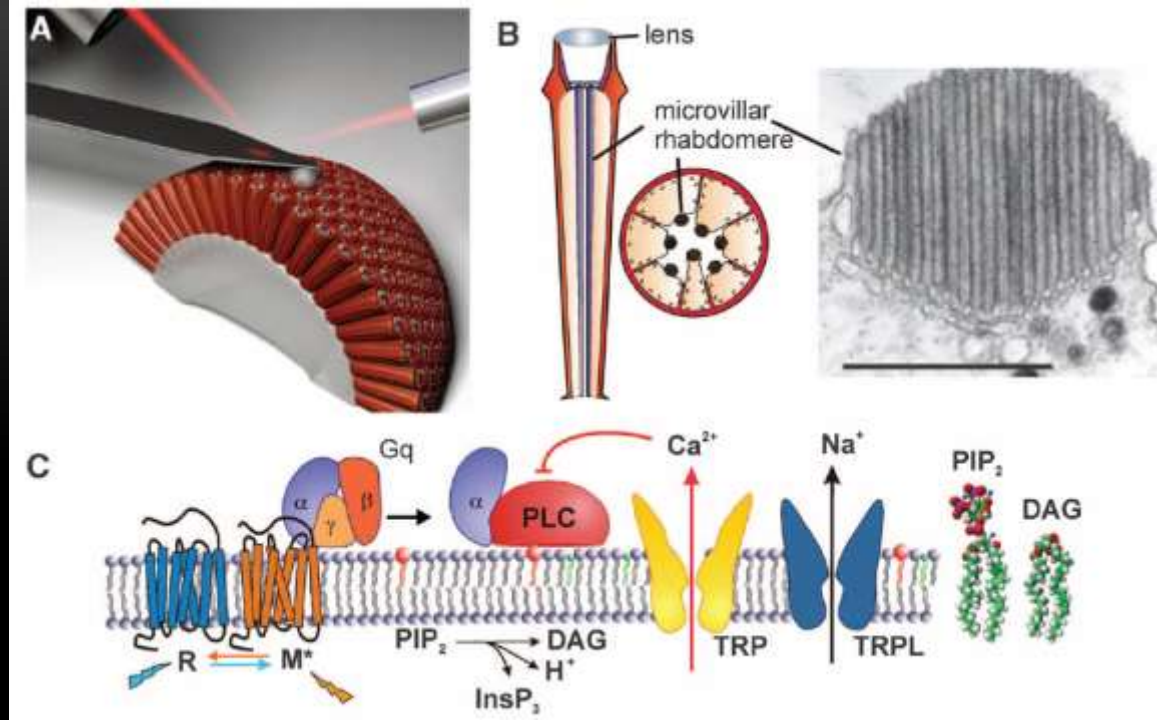 A
B
lens
microvillar
rhabdomere
C
Gq
α
γ
β
α
PLC
Ca²⁺
Na⁺
PIP₂
DAG
TRP
TRPL
PIP₂
DAG
H⁺
InsP₃
R
M*